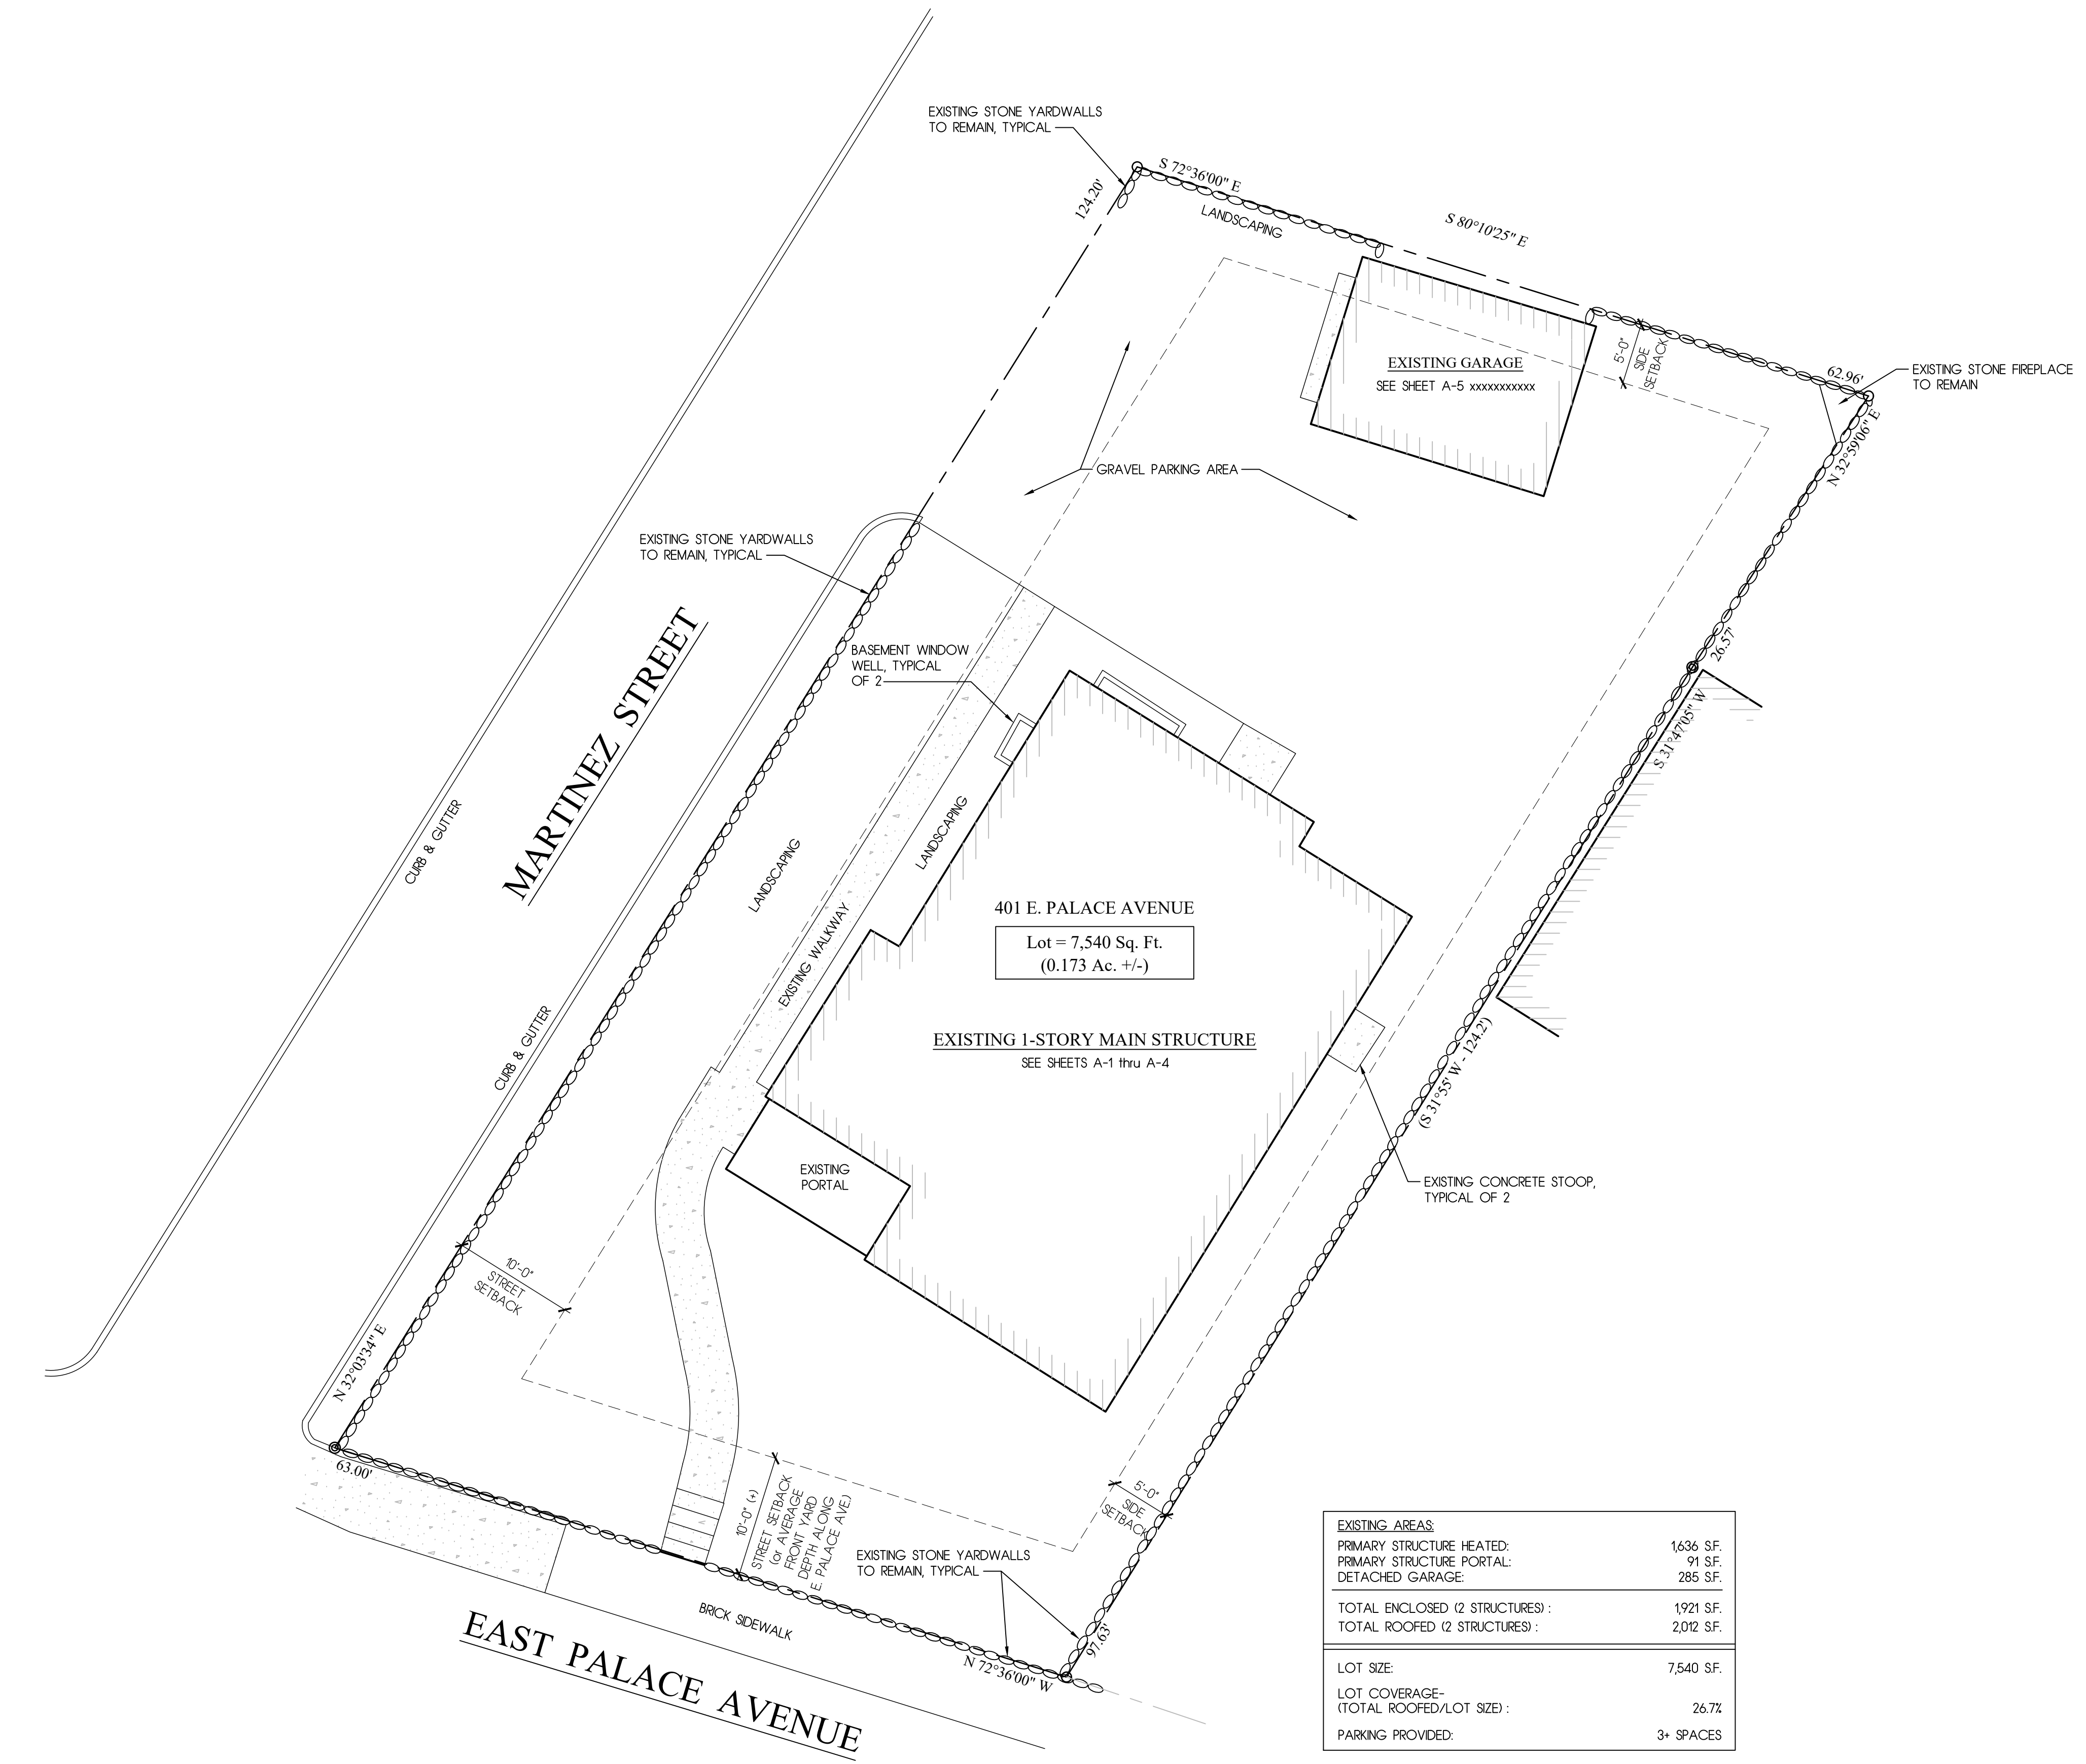 EXISTING STONE YARDWALLS
TO REMAIN, TYPICAL
124.20'
S 72°36'00" E
LANDSCAPING
S 80°10'25" E
EXISTING GARAGE
SEE SHEET A-5 xxxxxxxxxxx
5'-0"
SIDE
SETBACK
62.96'
EXISTING STONE FIREPLACE
TO REMAIN
N 32°59'06" E
GRAVEL PARKING AREA
EXISTING STONE YARDWALLS
TO REMAIN, TYPICAL
26.57'
S 31°47'05" W
BASEMENT WINDOW
WELL, TYPICAL
OF 2
MARTINEZ STREET
CURB & GUTTER
LANDSCAPING
LANDSCAPING
EXISTING WALKWAY
401 E. PALACE AVENUE
Lot = 7,540 Sq. Ft.
(0.173 Ac. +/-)
EXISTING 1-STORY MAIN STRUCTURE
SEE SHEETS A-1 thru A-4
CURB & GUTTER
(S 31°55' W - 124.2')
EXISTING
PORTAL
EXISTING CONCRETE STOOP,
TYPICAL OF 2
10'-0"
STREET
SETBACK
N 32°03'34" E
63.00'
10'-0" (+)
STREET SETBACK
(or AVERAGE
FRONT YARD
DEPTH ALONG
E. PALACE AVE.)
5'-0"
SIDE
SETBACK
EXISTING STONE YARDWALLS
TO REMAIN, TYPICAL
BRICK SIDEWALK
97.63'
N 72°36'00" W
EAST PALACE AVENUE
EXISTING AREAS:
PRIMARY STRUCTURE HEATED: 1,636 S.F.
PRIMARY STRUCTURE PORTAL: 91 S.F.
DETACHED GARAGE: 285 S.F.
TOTAL ENCLOSED (2 STRUCTURES) : 1,921 S.F.
TOTAL ROOFED (2 STRUCTURES) : 2,012 S.F.
LOT SIZE: 7,540 S.F.
LOT COVERAGE-
(TOTAL ROOFED/LOT SIZE) : 26.7%
PARKING PROVIDED: 3+ SPACES